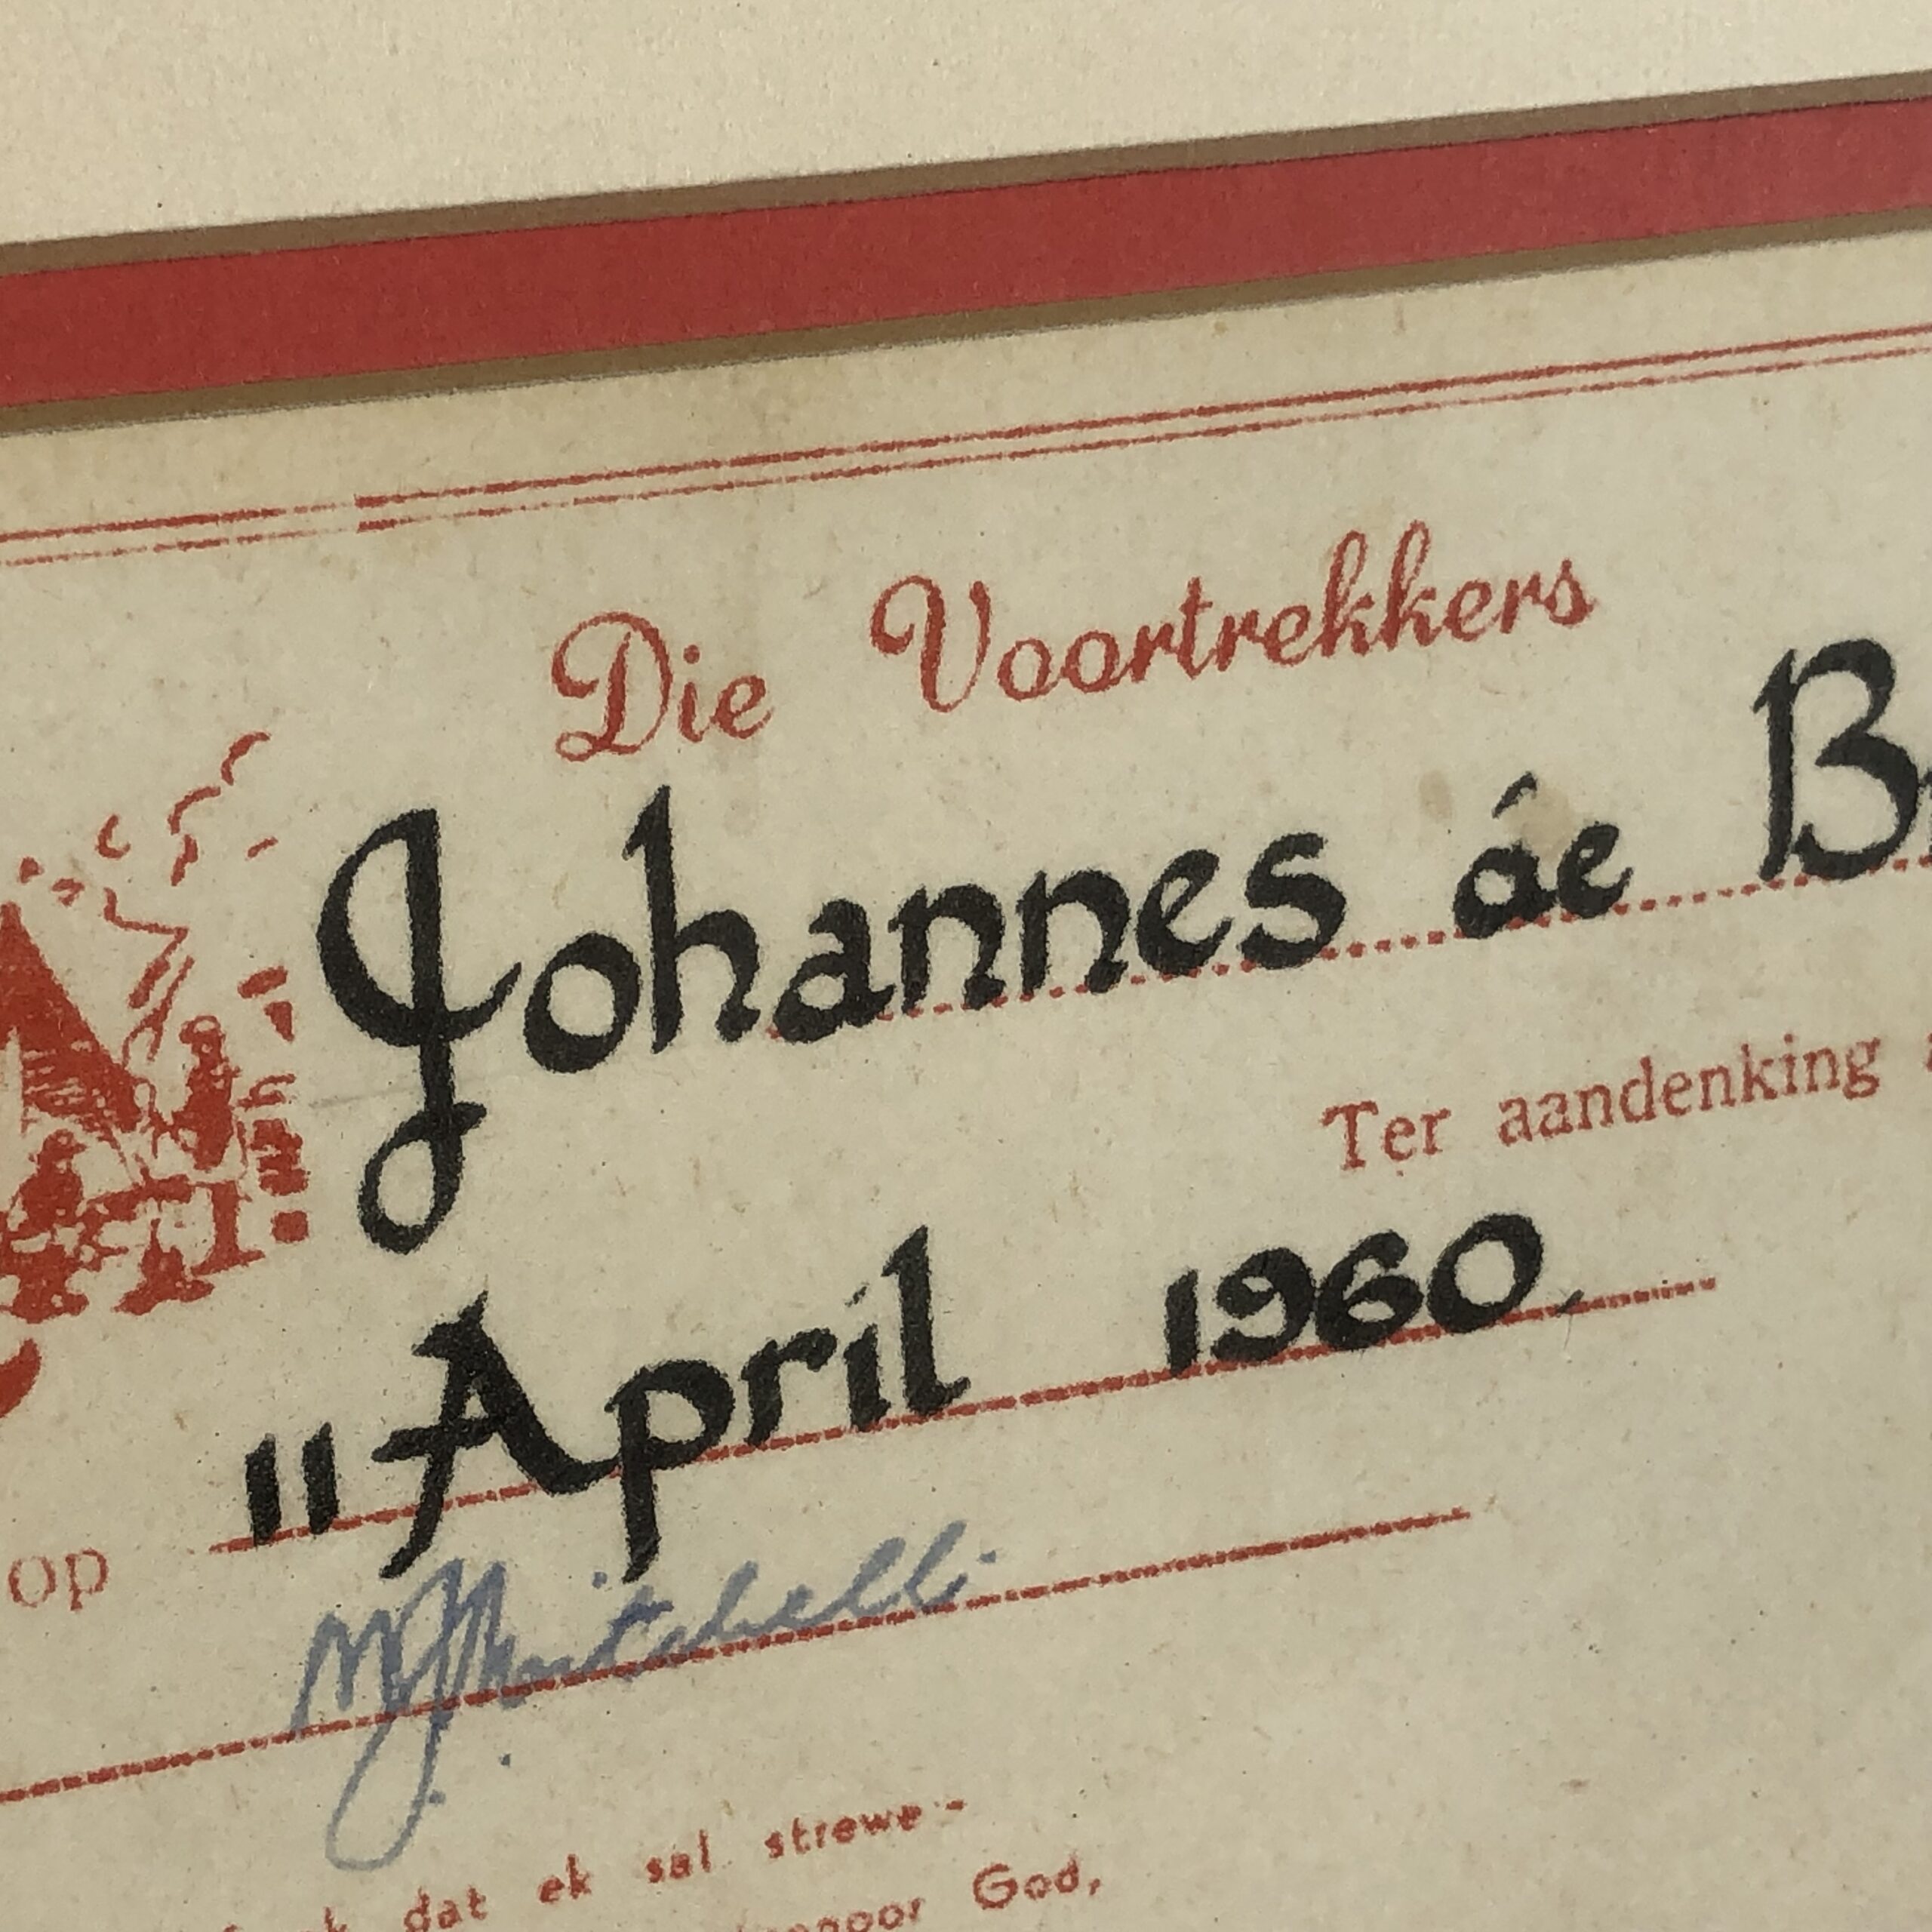 Die Voortrekkers
Johannes de
Ter aandenking
op 11 April 1960
dat ek sal strewe -
God,